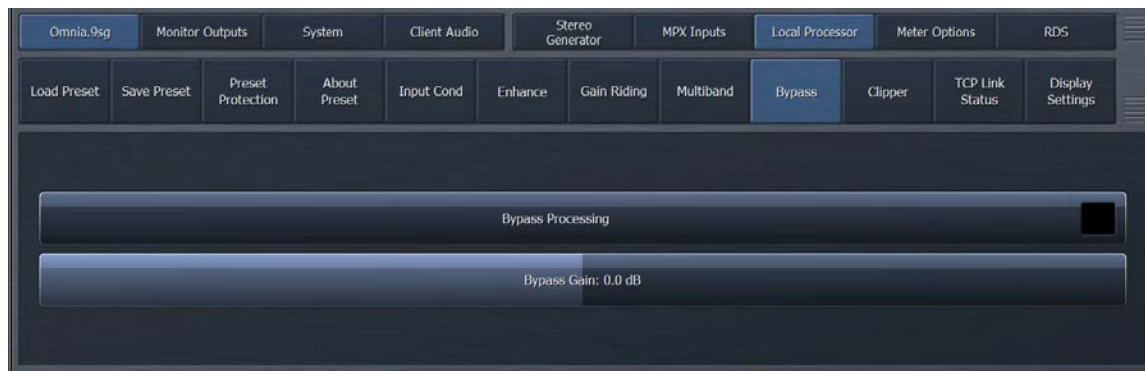 Omnia.9sg Monitor Outputs System Client Audio Stereo MPX Inputs Local Processor Meter Options RDS
Generator
Load Preset Save Preset Preset About Input Cond Enhance Gain Riding Multiband Bypass Clipper TCP Link Display
Protection Preset Status Settings
Bypass Processing
Bypass Gain: 0.0 dB